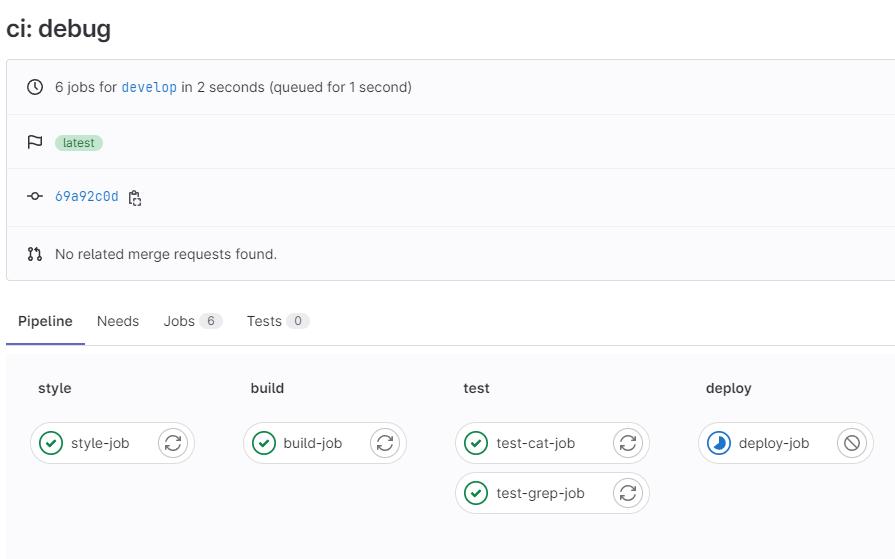 ci: debug
6 jobs for develop in 2 seconds (queued for 1 second)
latest
69a92c0d
No related merge requests found.
Pipeline Needs Jobs 6 Tests 0
style build test deploy
style-job build-job test-cat-job deploy-job
test-grep-job